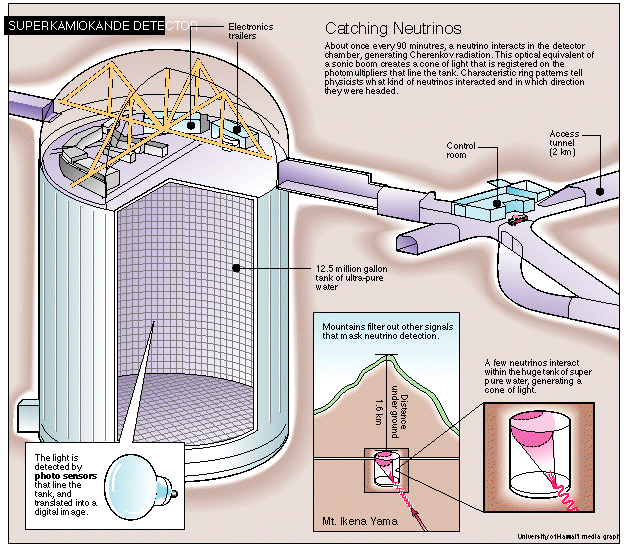 SUPERKAMIOKANDE DETECTOR
Electronics
trailers
Catching Neutrinos
About once every 90 minutres, a neutrino interacts in the detector
chamber, generating Cherenkov radiation. This optical equivalent of
a sonic boom creates a cone of light that is registered on the
photomultipliers that line the tank. Characteristic ring patterns tell
physicists what kind of neutrinos interacted and in which direction
they were headed.
Control
room
Access
tunnel
(2 km)
12.5 million gallon
tank of ultra-pure
water
Mountains filter out other signals
that mask neutrino detection.
Distance
underground
1.6 km
Mt. Ikena Yama
A few neutrinos interact
within the huge tank of super
pure water, generating a
cone of light.
The light is
detected by
photo sensors
that line the
tank, and
translated into a
digital image.
University of Hawaii media graph